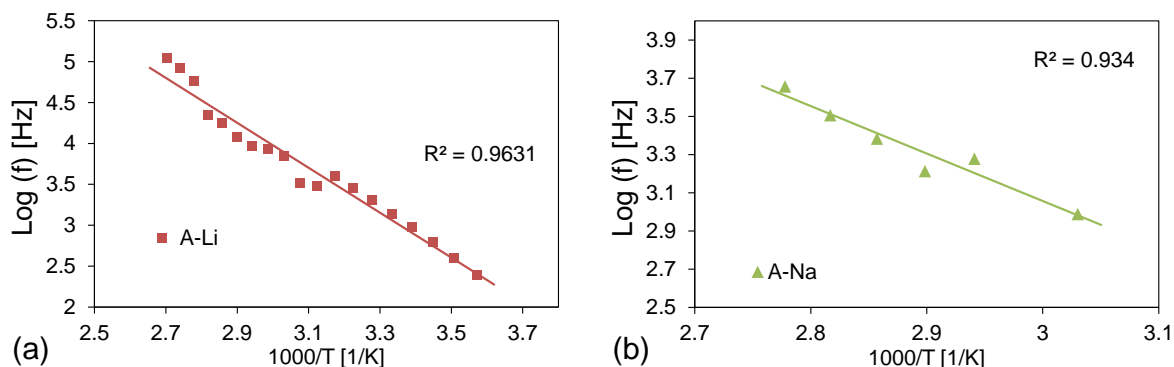 5.5
5
4.5
4
3.5
3
2.5
2
Log (f) [Hz]
R² = 0.9631
A-Li
2.5 2.7 2.9 3.1 3.3 3.5 3.7
1000/T [1/K]
(a)
3.9
3.7
3.5
3.3
3.1
2.9
2.7
2.5
Log (f) [Hz]
R² = 0.934
A-Na
2.7 2.8 2.9 3 3.1
1000/T [1/K]
(b)